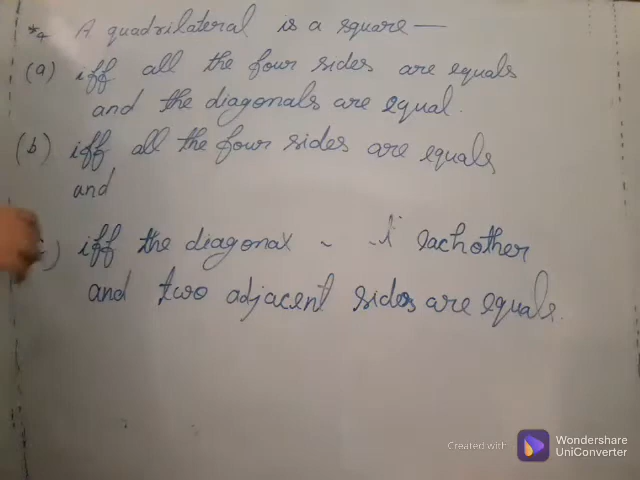 *a A quadrilateral is a square —
(a) iff all the four sides are equals
and the diagonals are equal.
(b) iff all the four sides are equals
and
iff the eachother
and two adjacent sides are equals.
Created with Wondershare
UniConverter